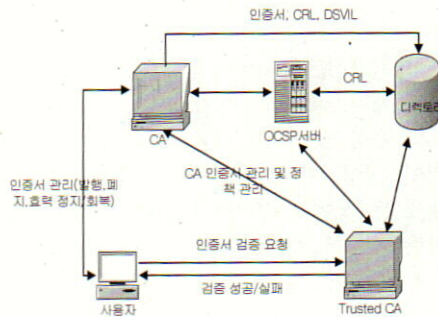 인증서, CRL, DSVIL
CRL
디렉토리
OCSP서버
CA
CA 인증서 관리 및 정
책 관리
인증서 관리(발행,폐
지,효력 정지/회복)
인증서 검증 요청
검증 성공/실패
사용자
Trusted CA